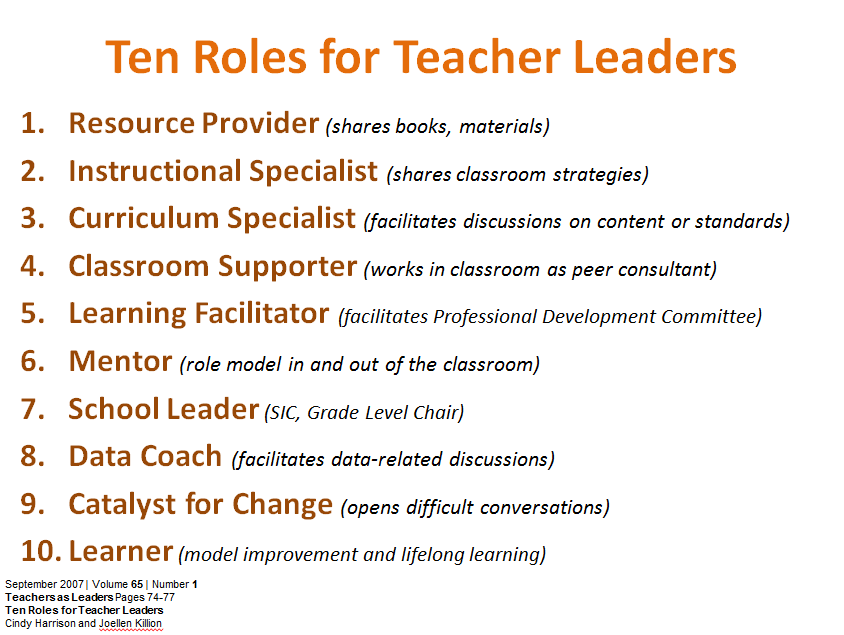 Ten Roles for Teacher Leaders
1. Resource Provider (shares books, materials)
2. Instructional Specialist (shares classroom strategies)
3. Curriculum Specialist (facilitates discussions on content or standards)
4. Classroom Supporter (works in classroom as peer consultant)
5. Learning Facilitator (facilitates Professional Development Committee)
6. Mentor (role model in and out of the classroom)
7. School Leader (SIC, Grade Level Chair)
8. Data Coach (facilitates data-related discussions)
9. Catalyst for Change (opens difficult conversations)
10. Learner (model improvement and lifelong learning)
September 2007 | Volume 65 | Number 1
Teachers as Leaders Pages 74-77
Ten Roles for Teacher Leaders
Cindy Harrison and Joellen Killion